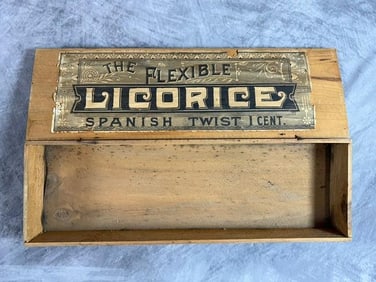 THE FLEXIBLE
LICORICE
SPANISH TWIST 1 CENT.